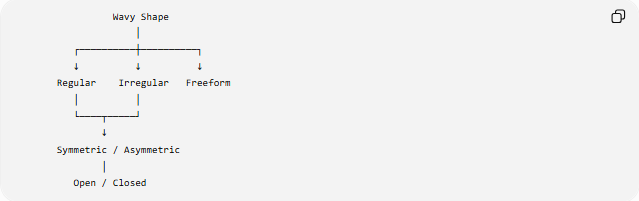 Wavy Shape
Regular Irregular Freeform
Symmetric / Asymmetric
Open / Closed